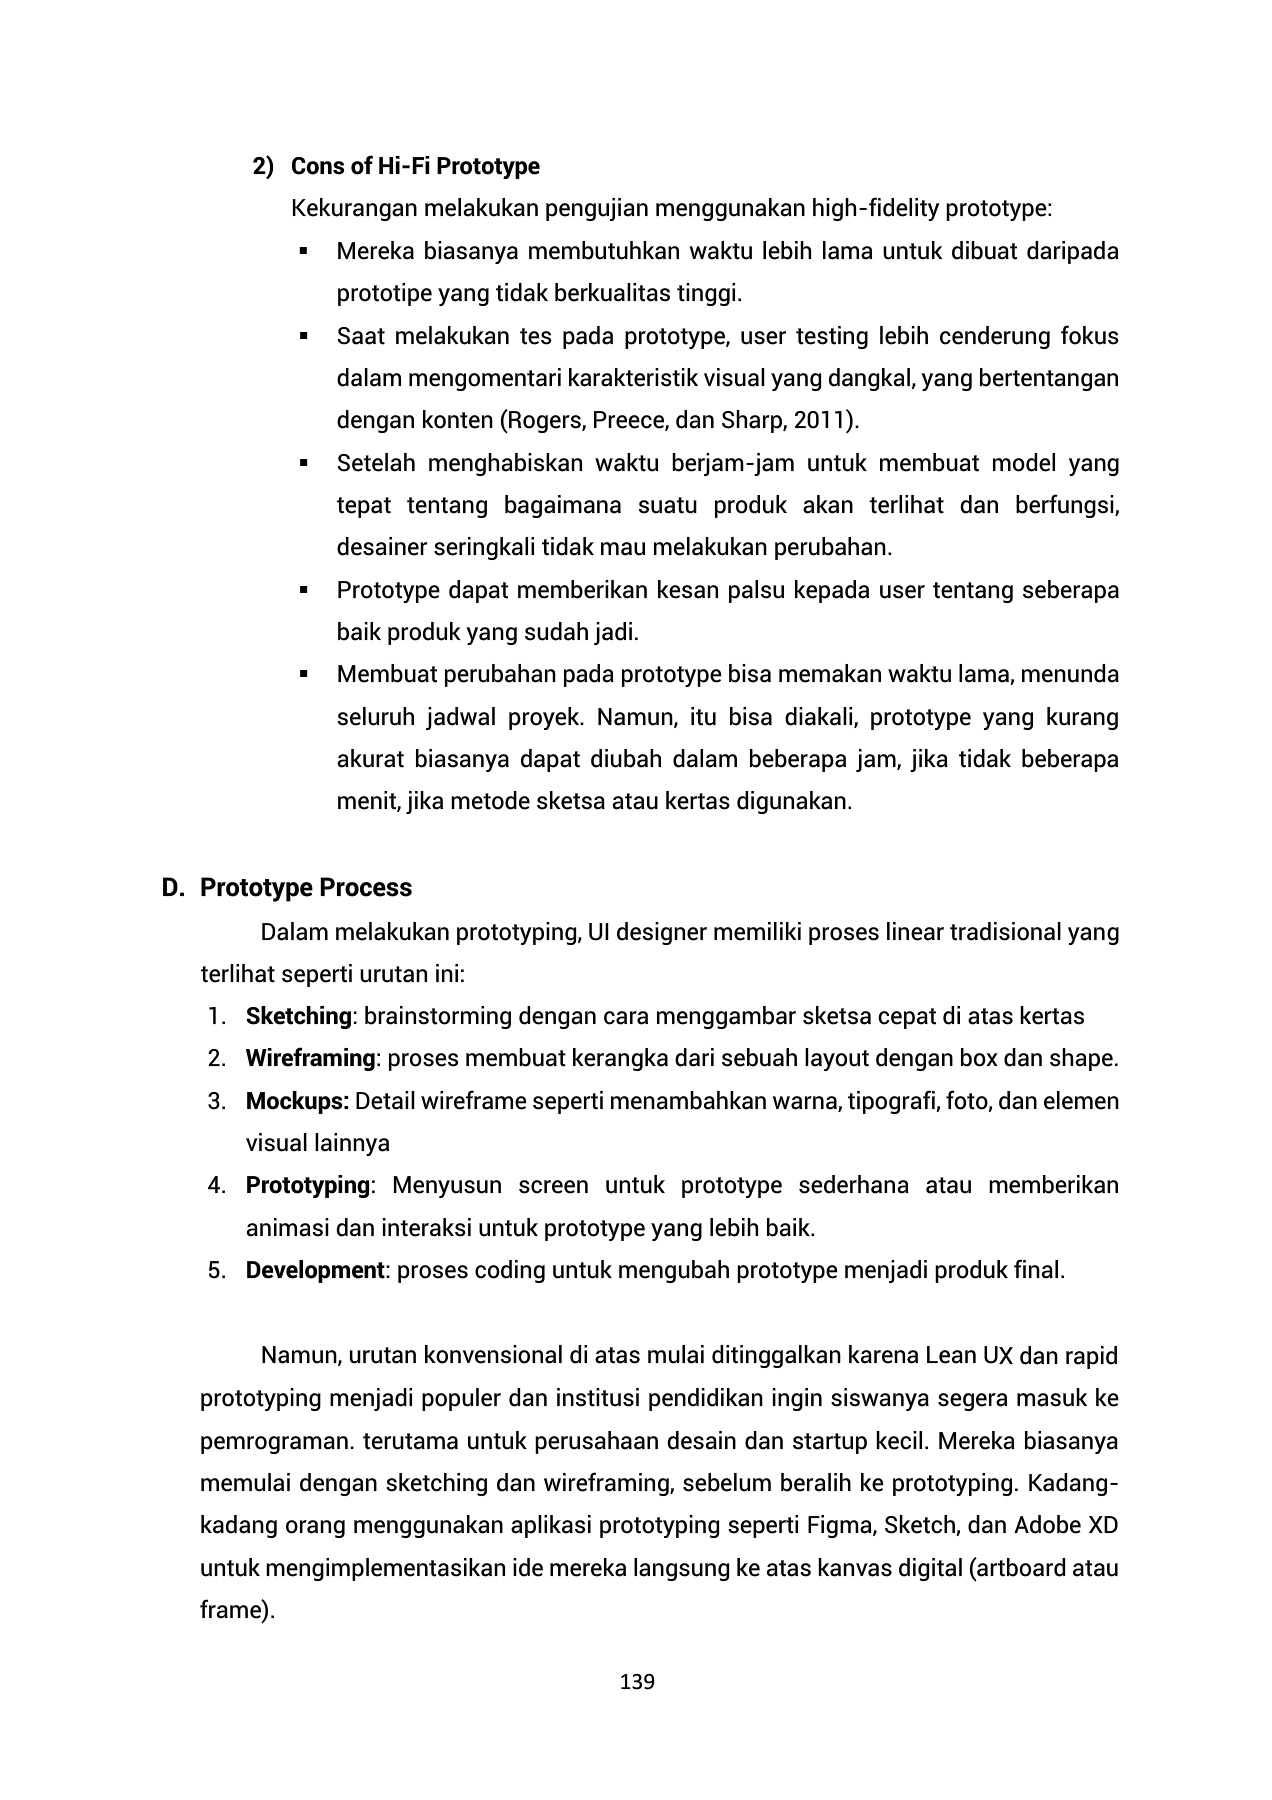 2) Cons of Hi-Fi Prototype
Kekurangan melakukan pengujian menggunakan high-fidelity prototype:
▪ Mereka biasanya membutuhkan waktu lebih lama untuk dibuat daripada
prototipe yang tidak berkualitas tinggi.
▪ Saat melakukan tes pada prototype, user testing lebih cenderung fokus
dalam mengomentari karakteristik visual yang dangkal, yang bertentangan
dengan konten (Rogers, Preece, dan Sharp, 2011).
▪ Setelah menghabiskan waktu berjam-jam untuk membuat model yang
tepat tentang bagaimana suatu produk akan terlihat dan berfungsi,
desainer seringkali tidak mau melakukan perubahan.
▪ Prototype dapat memberikan kesan palsu kepada user tentang seberapa
baik produk yang sudah jadi.
▪ Membuat perubahan pada prototype bisa memakan waktu lama, menunda
seluruh jadwal proyek. Namun, itu bisa diakali, prototype yang kurang
akurat biasanya dapat diubah dalam beberapa jam, jika tidak beberapa
menit, jika metode sketsa atau kertas digunakan.
D. Prototype Process
Dalam melakukan prototyping, UI designer memiliki proses linear tradisional yang
terlihat seperti urutan ini:
1. Sketching: brainstorming dengan cara menggambar sketsa cepat di atas kertas
2. Wireframing: proses membuat kerangka dari sebuah layout dengan box dan shape.
3. Mockups: Detail wireframe seperti menambahkan warna, tipografi, foto, dan elemen
visual lainnya
4. Prototyping: Menyusun screen untuk prototype sederhana atau memberikan
animasi dan interaksi untuk prototype yang lebih baik.
5. Development: proses coding untuk mengubah prototype menjadi produk final.
Namun, urutan konvensional di atas mulai ditinggalkan karena Lean UX dan rapid
prototyping menjadi populer dan institusi pendidikan ingin siswanya segera masuk ke
pemrograman. terutama untuk perusahaan desain dan startup kecil. Mereka biasanya
memulai dengan sketching dan wireframing, sebelum beralih ke prototyping. Kadang-
kadang orang menggunakan aplikasi prototyping seperti Figma, Sketch, dan Adobe XD
untuk mengimplementasikan ide mereka langsung ke atas kanvas digital (artboard atau
frame).
139